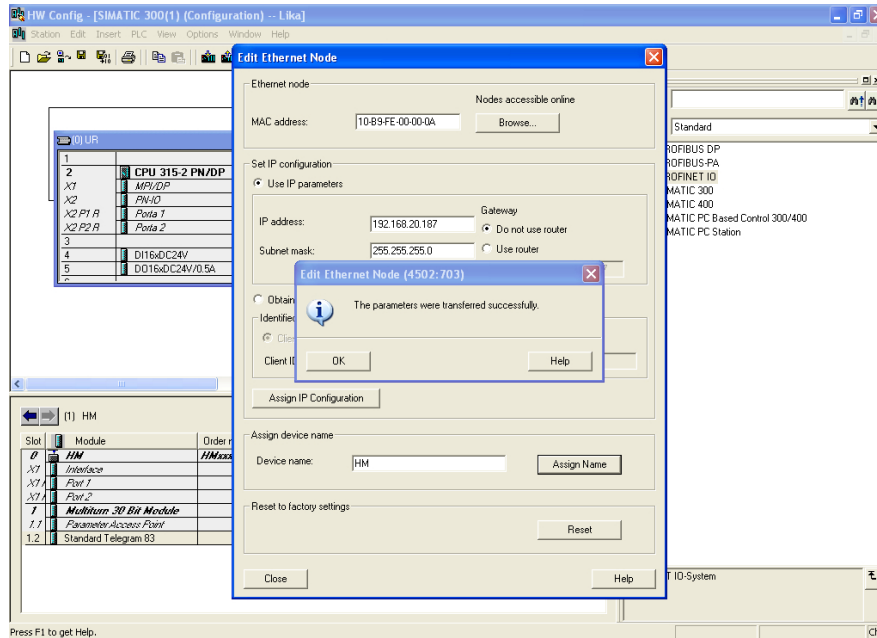 HW Config - [SIMATIC 300(1) (Configuration) -- Lika]
Station Edit Insert PLC View Options Window Help
(0) UR
1
2 CPU 315-2 PN/DP
X1 MPI/DP
X2 PN-IO
X2 P1 R Porta 1
X2 P2 R Porta 2
3
4 DI16xDC24V
5 DO16xDC24V/0.5A
Edit Ethernet Node
Ethernet node
Nodes accessible online
MAC address: 10-B9-FE-00-00-0A Browse...
Set IP configuration
Use IP parameters
Gateway
IP address: 192.168.20.187 Do not use router
Subnet mask: 255.255.255.0 Use router
Edit Ethernet Node (4502:703)
The parameters were transferred successfully.
OK Help
Obtain
Identified
Client ID
Assign IP Configuration
Assign device name
Device name: HM Assign Name
Reset to factory settings
Reset
Close Help
Standard
ROFIBUS DP
ROFIBUS-PA
ROFINET IO
MATIC 300
MATIC 400
MATIC PC Based Control 300/400
MATIC PC Station
(1) HM
Slot Module Order n
0 HM HMxxx
X1 Interface
Port 1
Port 2
1 Multiturn 30 Bit Module
1.1 Parameter Access Point
1.2 Standard Telegram 83
T IO-System
Press F1 to get Help.